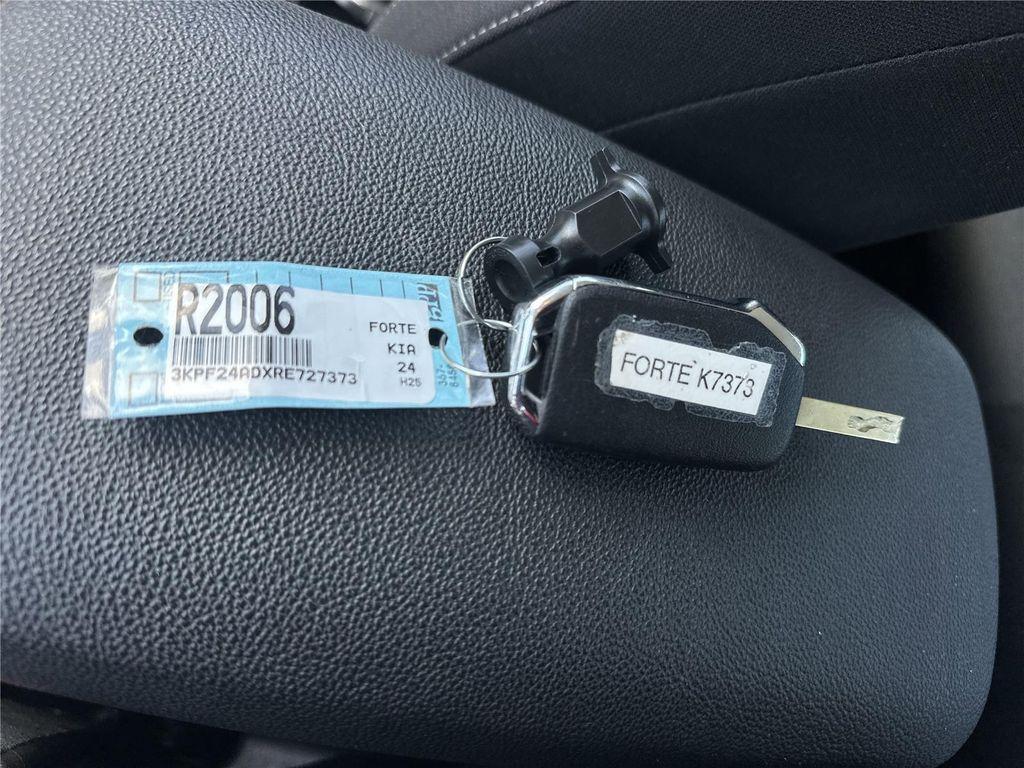 R2006
FORTE
KIA
24
3KPF24ADXRE727373
H25
FORTE K7373